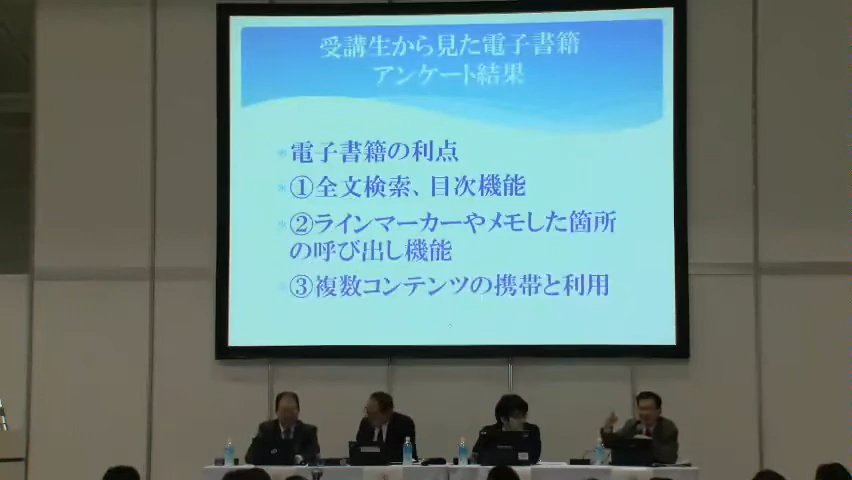 受講生から見た電子書籍
アンケート結果
電子書籍の利点
①全文検索、目次機能
②ラインマーカーやメモした箇所
の呼び出し機能
③複数コンテンツの携帯と利用